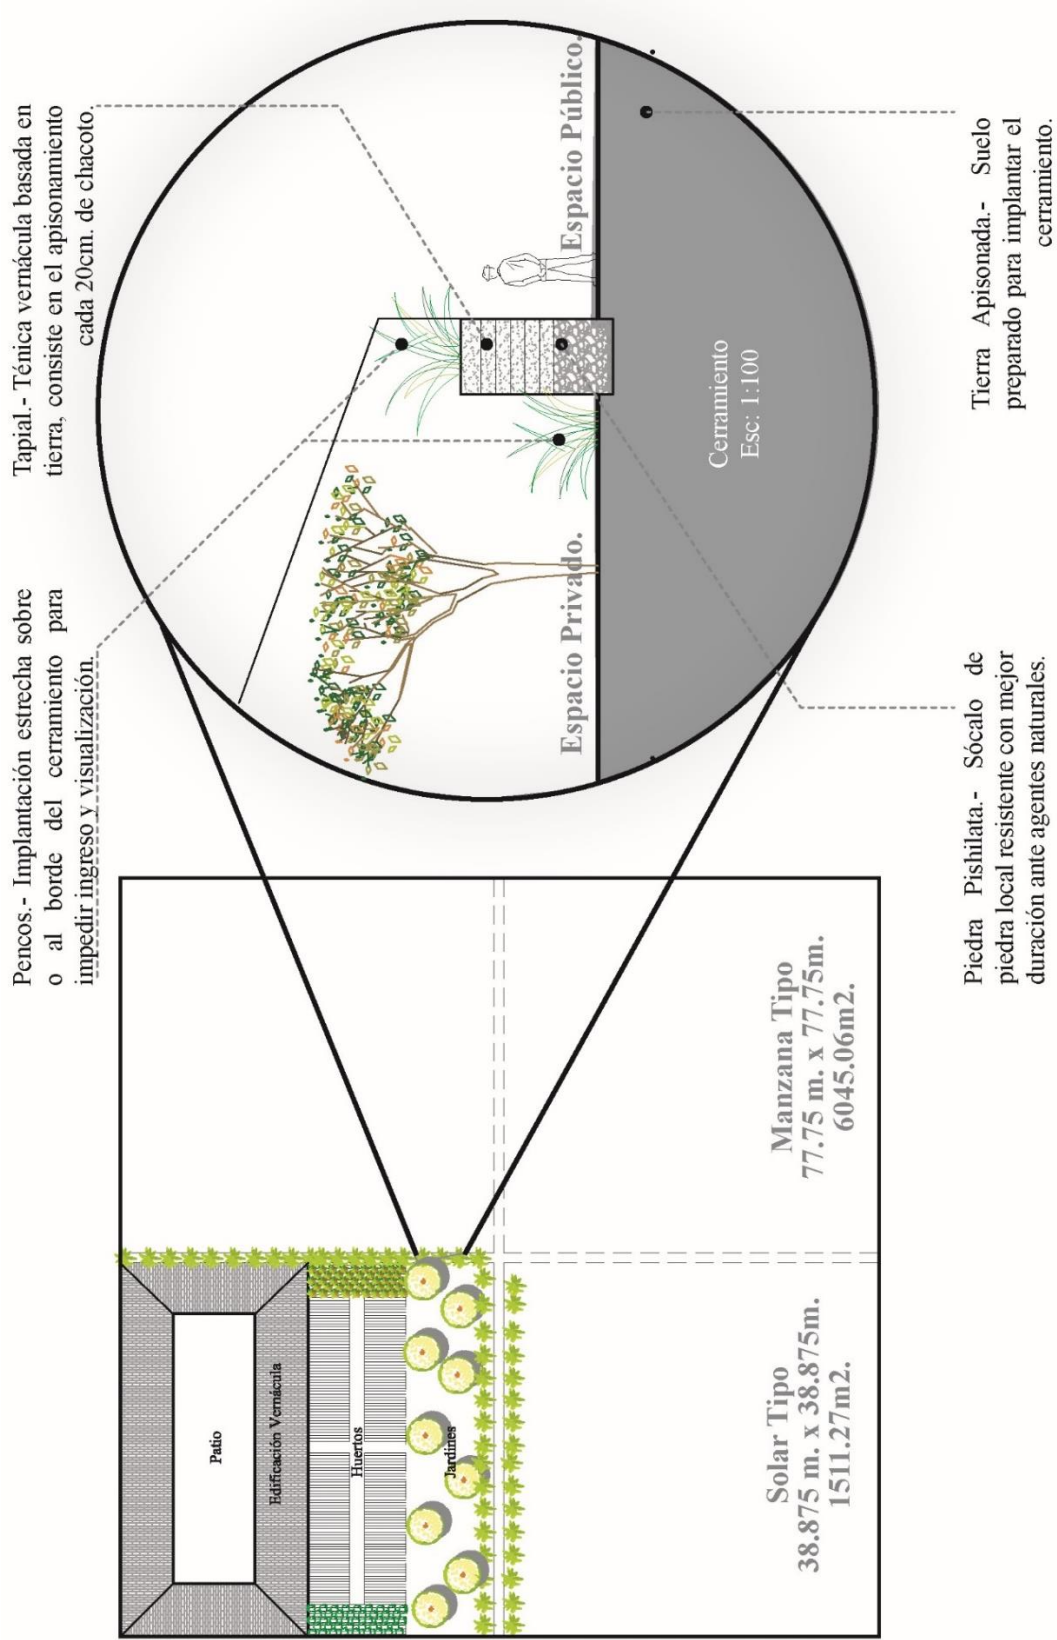 Pencos.- Implantación estrecha sobre
o al borde del cerramiento para
impedir ingreso y visualización.
Tapial.- Ténica vernácula basada en
tierra, consiste en el apisonamiento
cada 20cm. de chacoto.
Patio
Edificación Vernácula
Huertos
Jardines
Solar Tipo
38.875 m. x 38.875m.
1511.27m2.
Manzana Tipo
77.75 m. x 77.75m.
6045.06m2.
Espacio Privado.
Espacio Público.
Cerramiento
Esc: 1:100
Piedra Pishilata.- Sócalo de
piedra local resistente con mejor
duración ante agentes naturales.
Tierra Apisonada.- Suelo
preparado para implantar el
cerramiento.